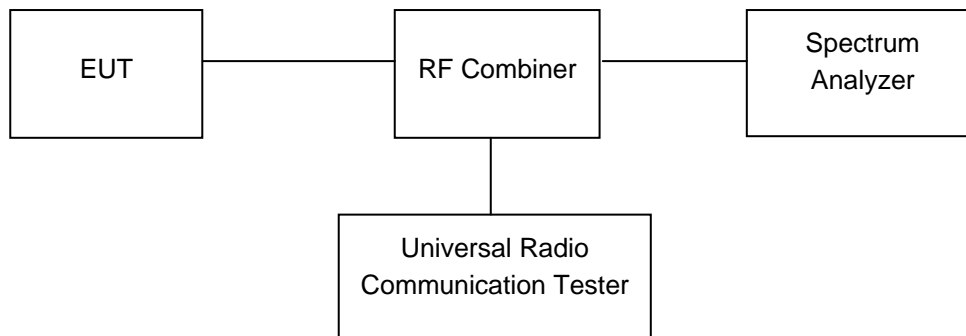 EUT
RF Combiner
Spectrum
Analyzer
Universal Radio
Communication Tester